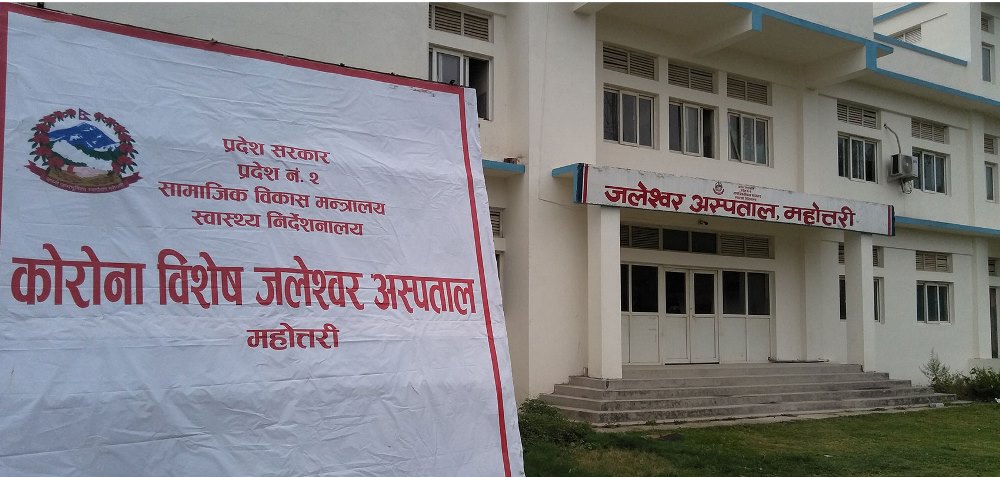 प्रदेश सरकार
प्रदेश नं. २
सामाजिक विकास मन्त्रालय
स्वास्थ्य निर्देशनालय
कोरोना विशेष जलेश्वर अस्पताल
महोत्तरी
जलेश्वर अस्पताल, महोत्तरी